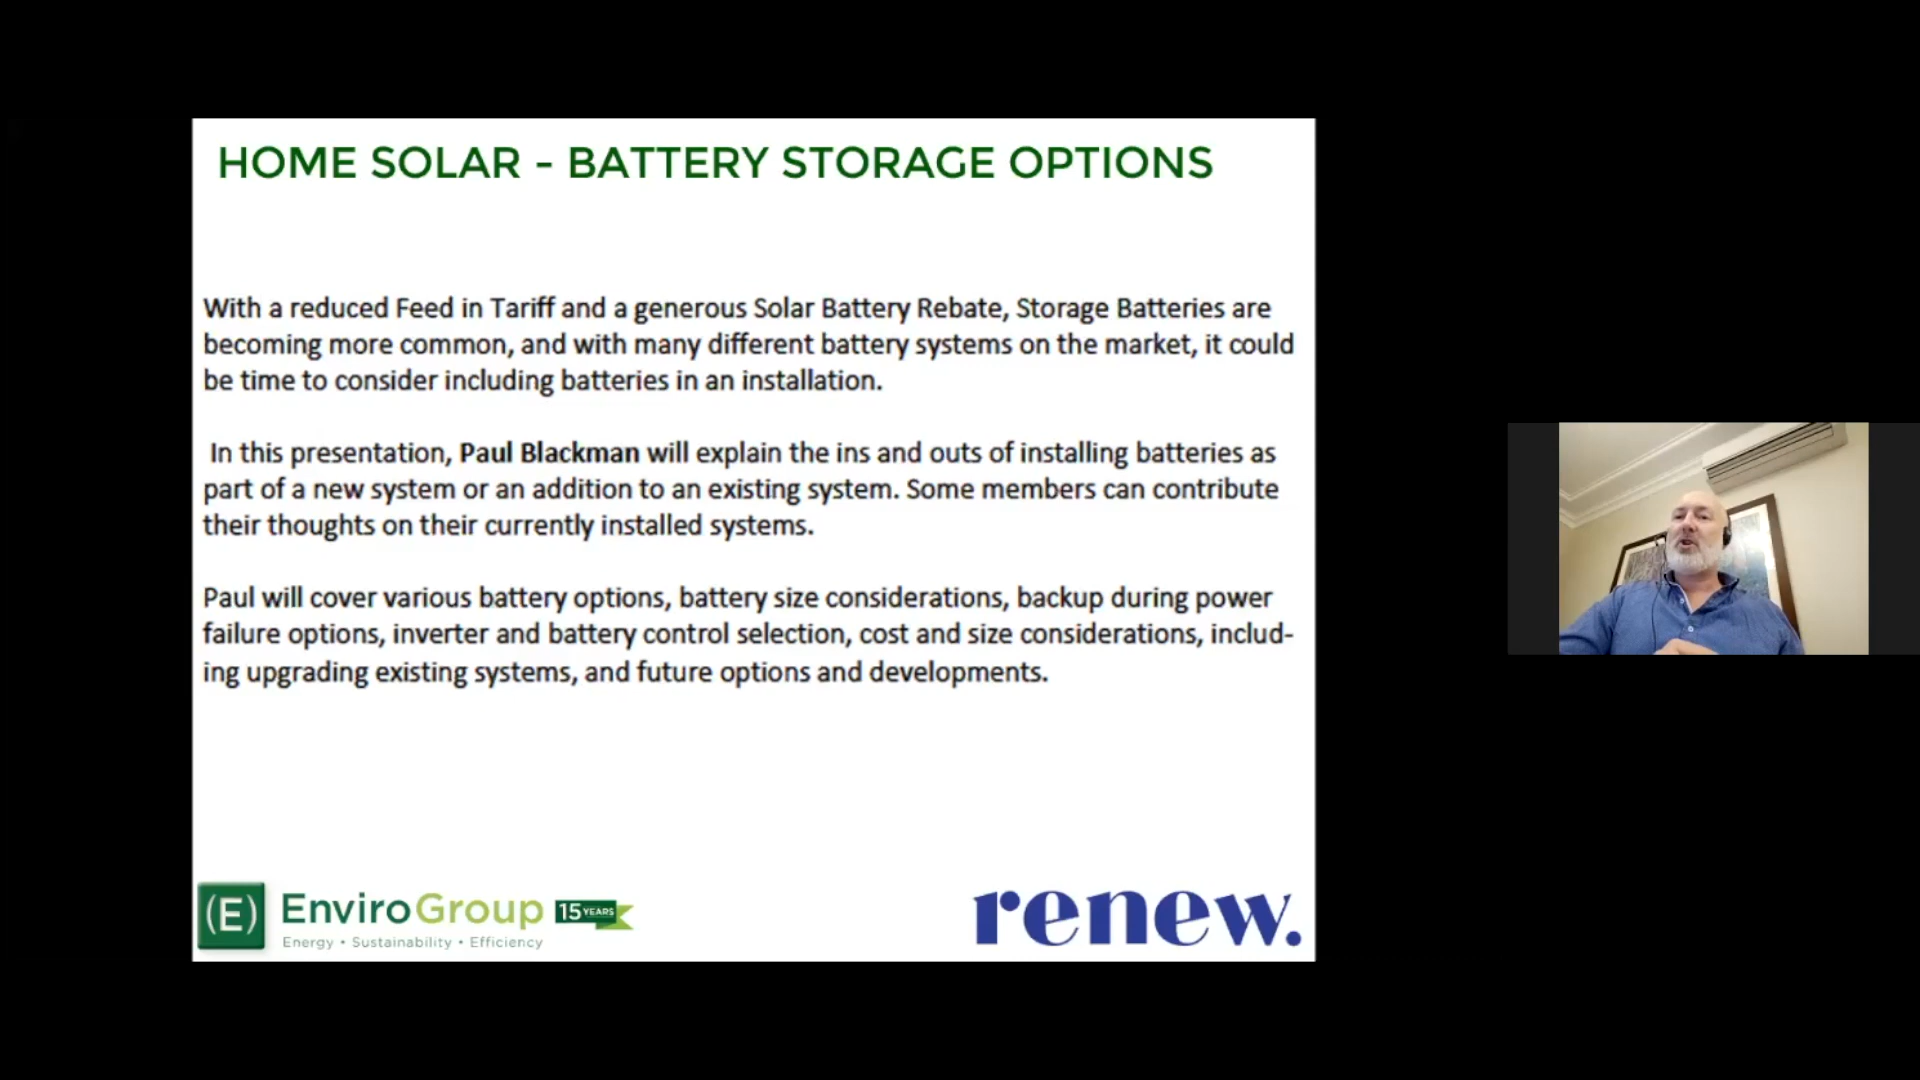 HOME SOLAR - BATTERY STORAGE OPTIONS
With a reduced Feed in Tariff and a generous Solar Battery Rebate, Storage Batteries are
becoming more common, and with many different battery systems on the market, it could
be time to consider including batteries in an installation.
In this presentation, Paul Blackman will explain the ins and outs of installing batteries as
part of a new system or an addition to an existing system. Some members can contribute
their thoughts on their currently installed systems.
Paul will cover various battery options, battery size considerations, backup during power
failure options, inverter and battery control selection, cost and size considerations, includ-
ing upgrading existing systems, and future options and developments.
(E) EnviroGroup 15 YEARS
Energy • Sustainability • Efficiency
renew.